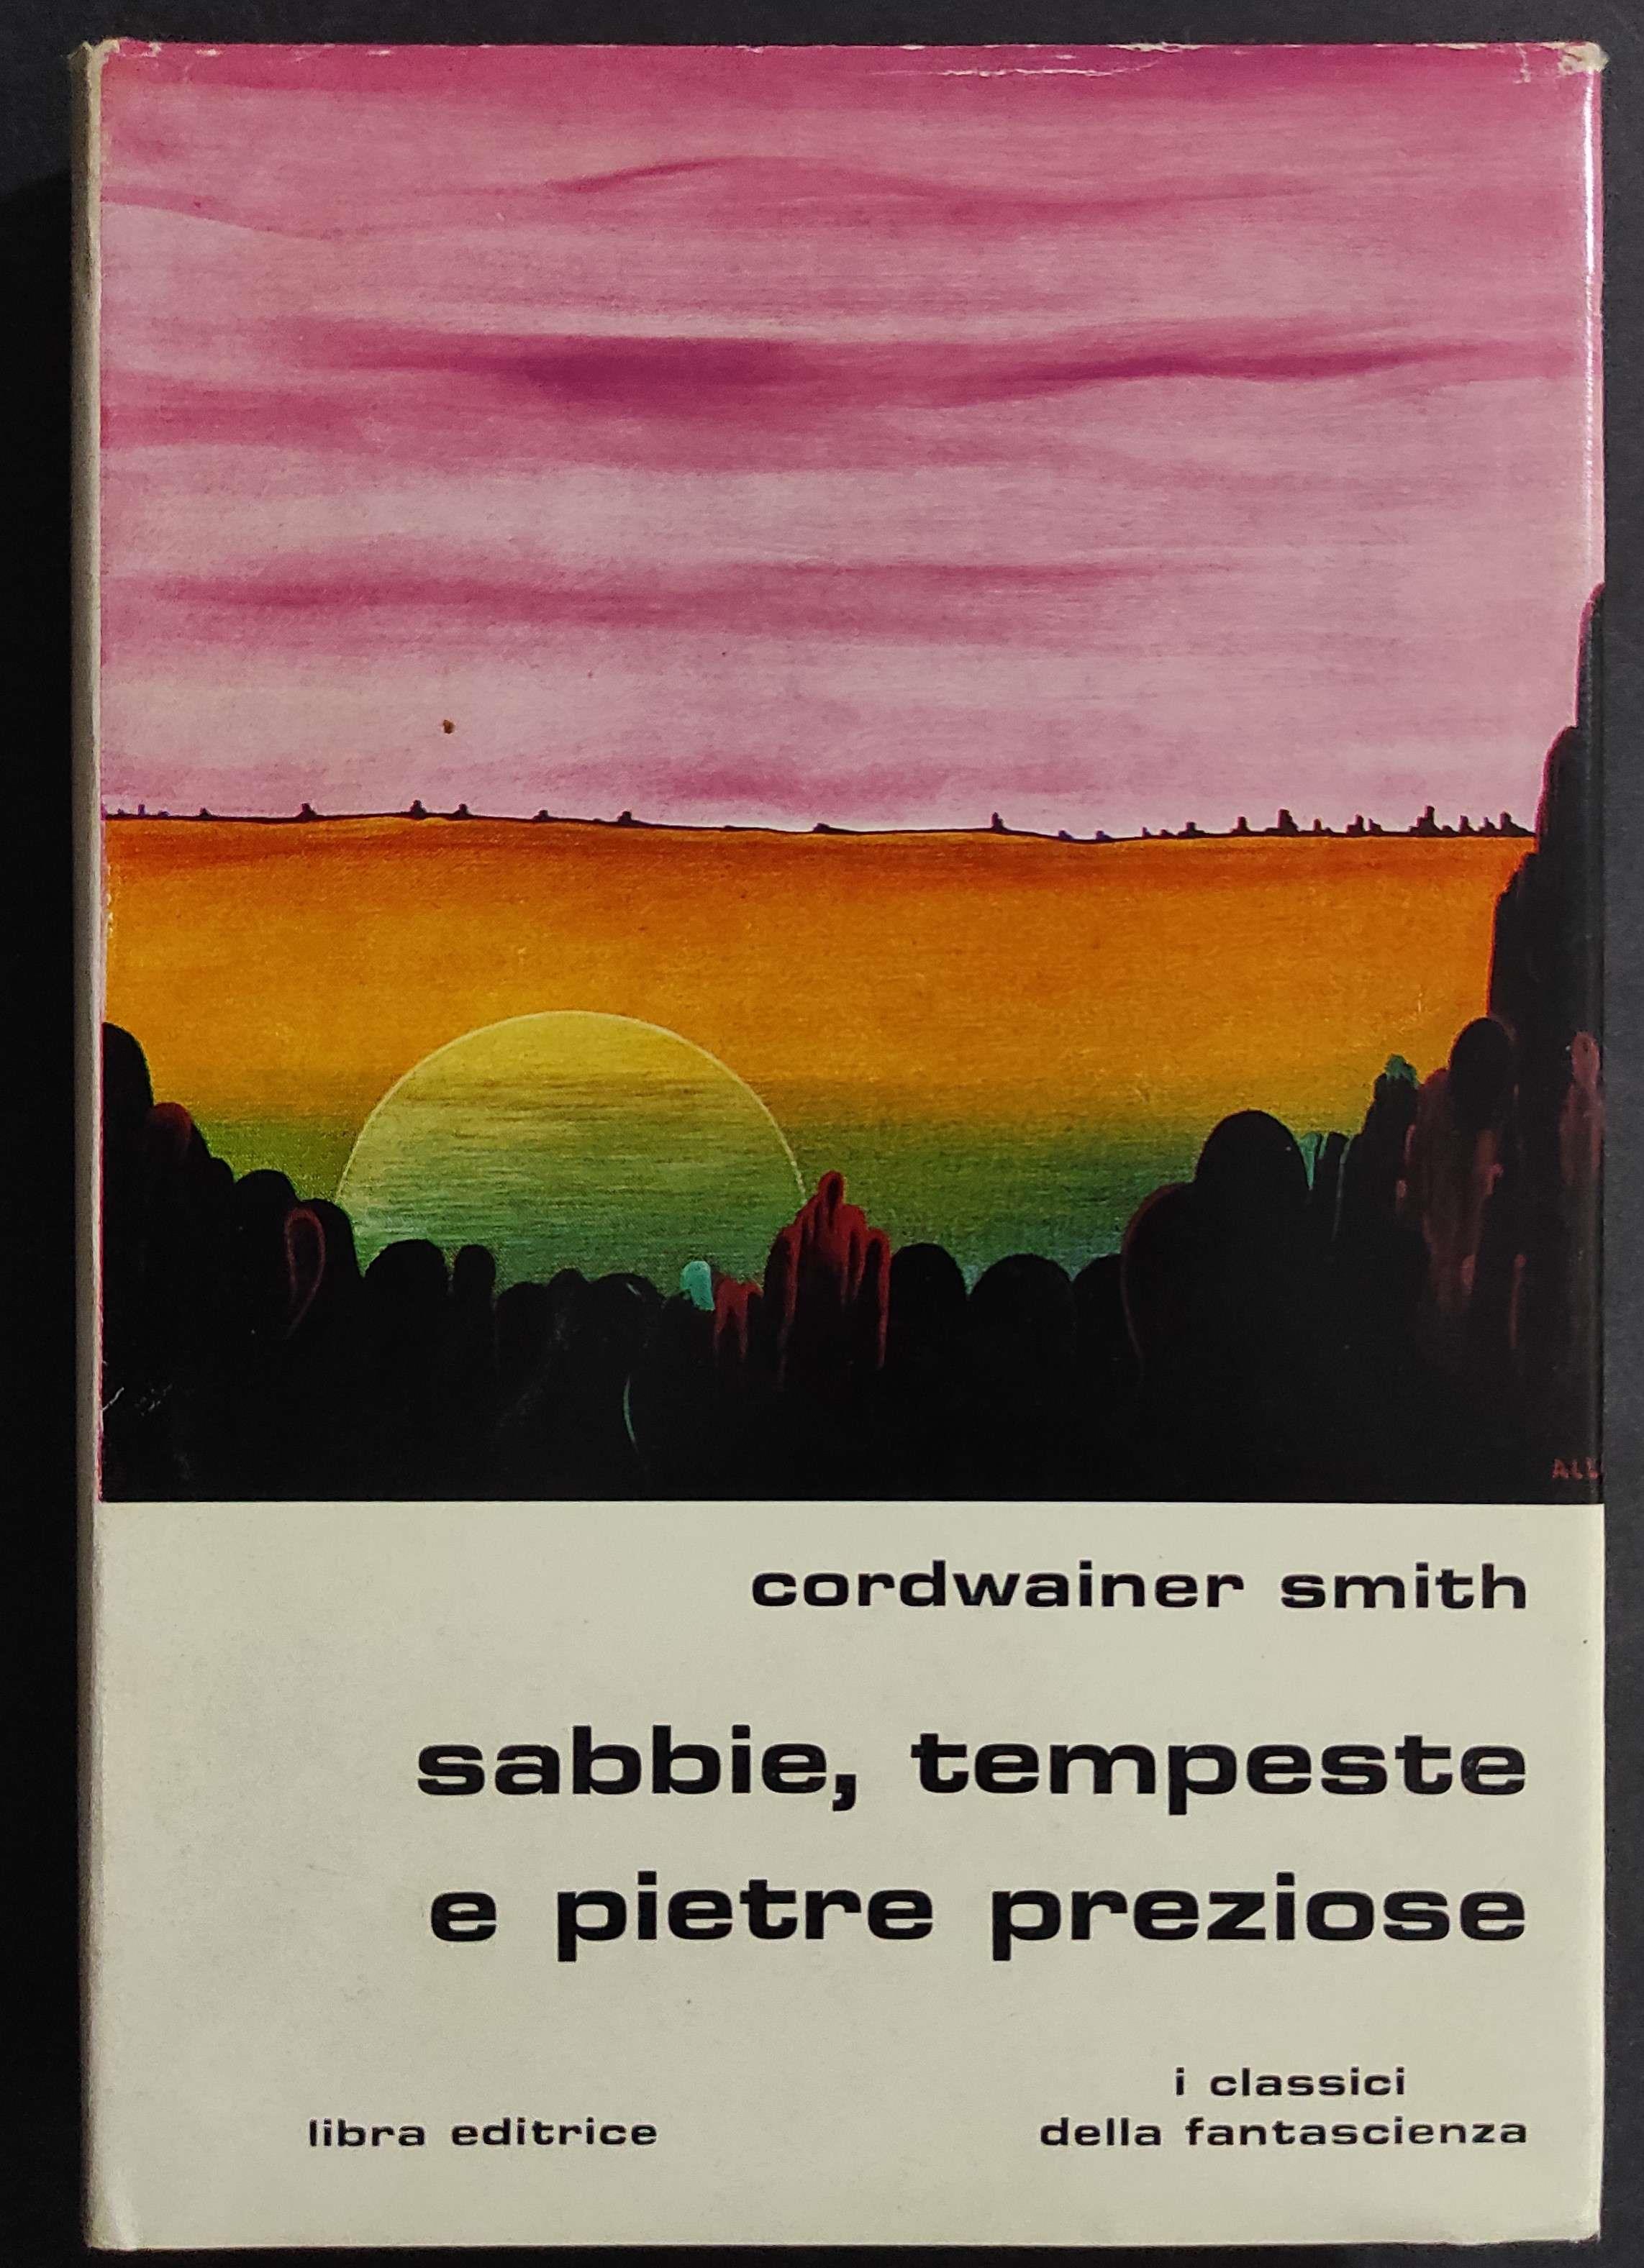 cordwainer smith
sabbie, tempeste
e pietre preziose
libra editrice
i classici
della fantascienza